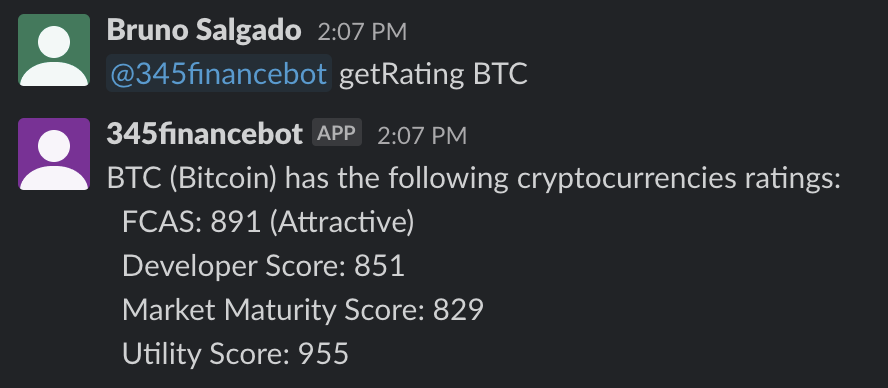 Bruno Salgado 2:07 PM
@345financebot getRating BTC
345financebot APP 2:07 PM
BTC (Bitcoin) has the following cryptocurrencies ratings:
FCAS: 891 (Attractive)
Developer Score: 851
Market Maturity Score: 829
Utility Score: 955